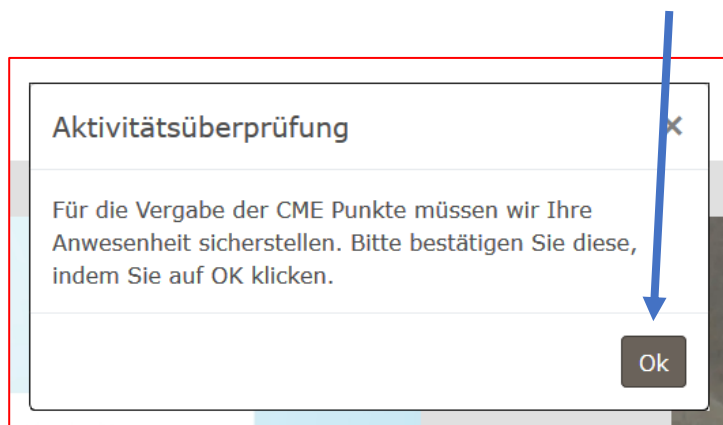 Aktivitätsüberprüfung
Für die Vergabe der CME Punkte müssen wir Ihre
Anwesenheit sicherstellen. Bitte bestätigen Sie diese,
indem Sie auf OK klicken.
Ok